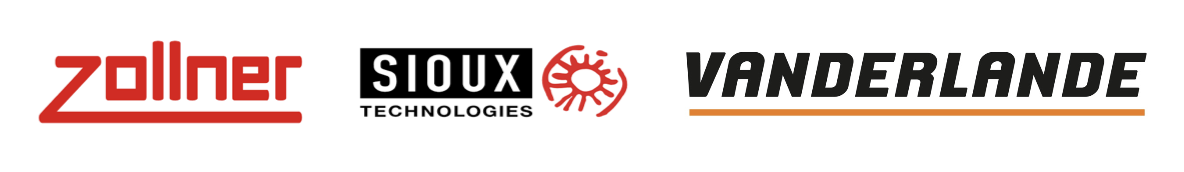 zollner
SIOUX
TECHNOLOGIES
VANDERLANDE